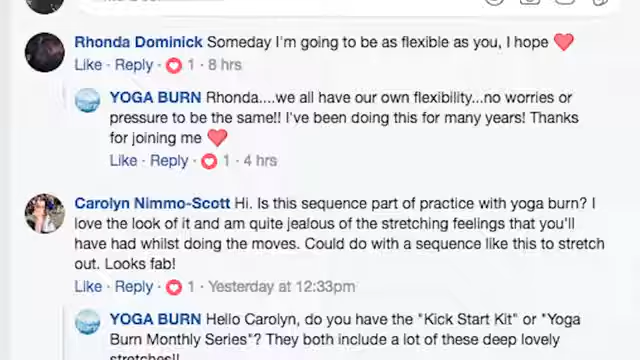 Rhonda Dominick Someday I'm going to be as flexible as you, I hope ❤️
Like · Reply · 1 · 8 hrs
YOGA BURN Rhonda....we all have our own flexibility...no worries or
pressure to be the same!! I've been doing this for many years! Thanks
for joining me ❤️
Like · Reply · 1 · 4 hrs
Carolyn Nimmo-Scott Hi. Is this sequence part of practice with yoga burn? I
love the look of it and am quite jealous of the stretching feelings that you'll
have had whilst doing the moves. Could do with a sequence like this to stretch
out. Looks fab!
Like · Reply · 1 · Yesterday at 12:33pm
YOGA BURN Hello Carolyn, do you have the "Kick Start Kit" or "Yoga
Burn Monthly Series"? They both include a lot of these deep lovely
stretches!!